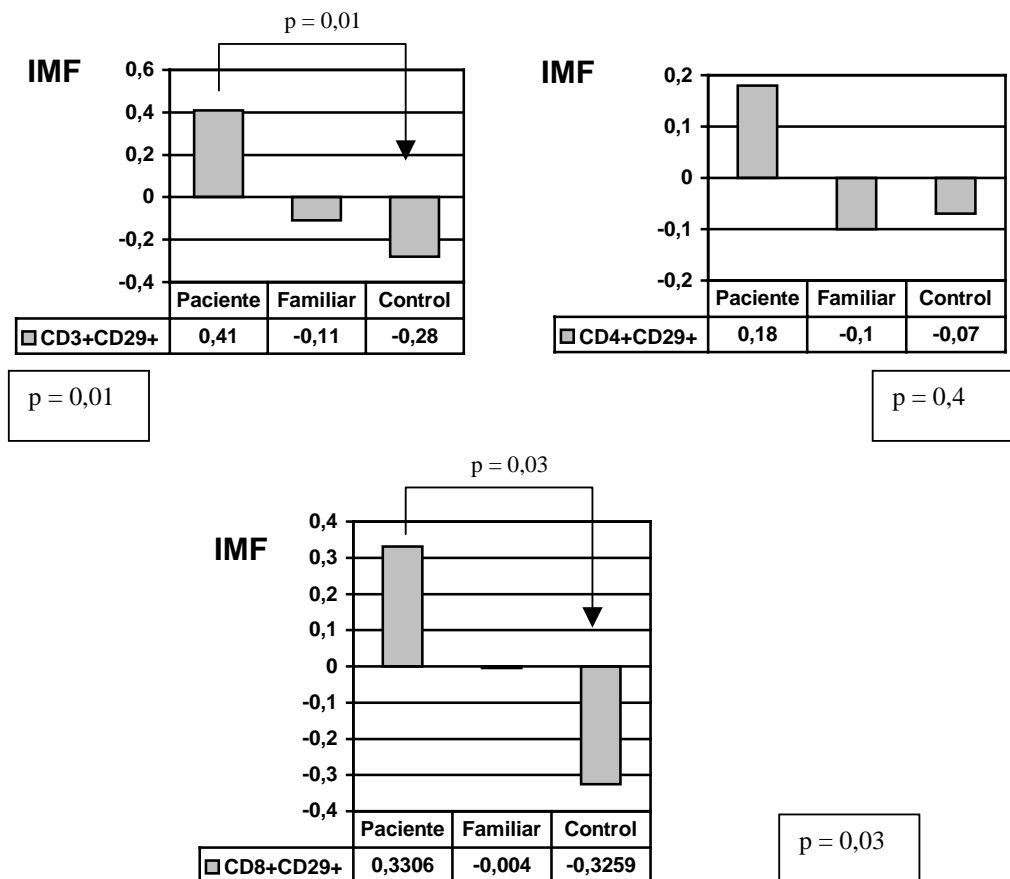 p = 0,01
IMF
0,6
0,4
0,2
0
-0,2
-0,4
Paciente Familiar Control
CD3+CD29+ 0,41 -0,11 -0,28
p = 0,01
IMF
0,2
0,1
0
-0,1
-0,2
Paciente Familiar Control
CD4+CD29+ 0,18 -0,1 -0,07
p = 0,4
p = 0,03
IMF
0,4
0,3
0,2
0,1
0
-0,1
-0,2
-0,3
-0,4
Paciente Familiar Control
CD8+CD29+ 0,3306 -0,004 -0,3259
p = 0,03